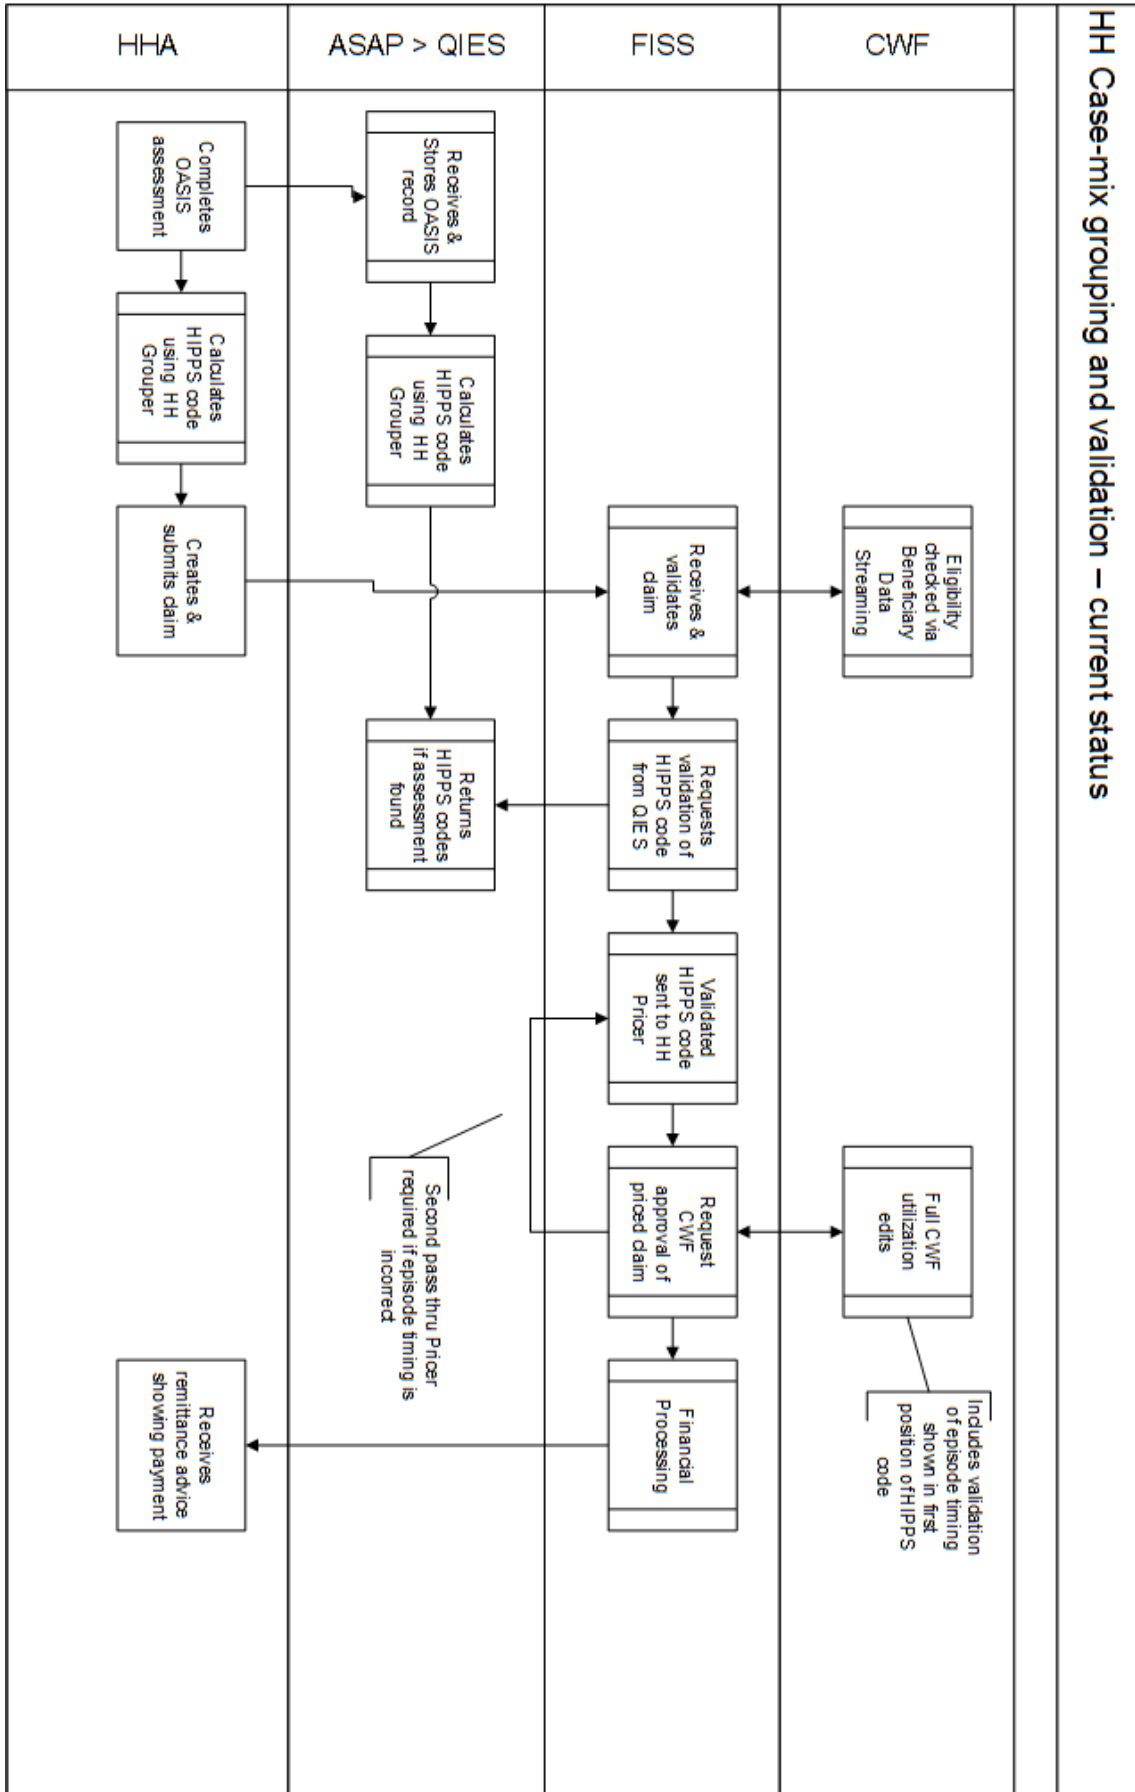 HH Case-mix grouping and validation – current status
CWF
Eligibility
checked via
Beneficiary
Data
Streaming
Full CWF
utilization
edits
Includes validation
of episode timing
shown in first
position of HIPPS
code
FISS
Receives &
validates
claim
Requests
validation of
HIPPS code
from QIES
Validated
HIPPS code
sent to HH
Pricer
Request
CWF
approval of
priced claim
Financial
Processing
ASAP > QIES
Receives &
Stores OASIS
record
Calculates
HIPPS code
using HH
Grouper
Returns
HIPPS codes
if assessment
found
Second pass thru Pricer
required if episode timing is
incorrect
HHA
Completes
OASIS
assessment
Calculates
HIPPS code
using HH
Grouper
Creates &
submits claim
Receives
remittance advice
showing payment